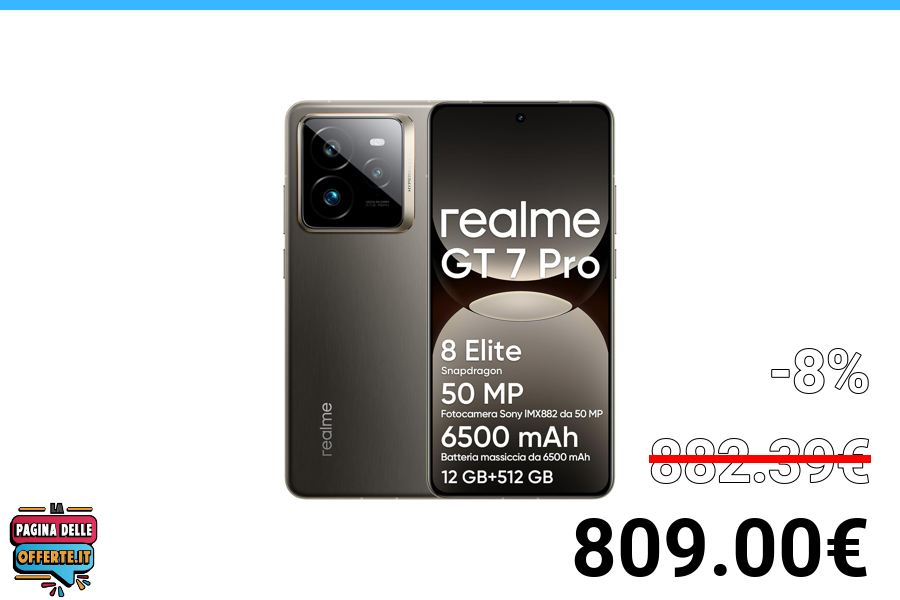 HYPER
realme
GT 7 Pro
8 Elite
Snapdragon
50 MP
Fotocamera Sony IMX882 da 50 MP
6500 mAh
Batteria massiccia da 6500 mAh
12 GB+512 GB
realme
-8%
882.39€
809.00€
LA
PAGINA DELLE
OFFERTE.IT